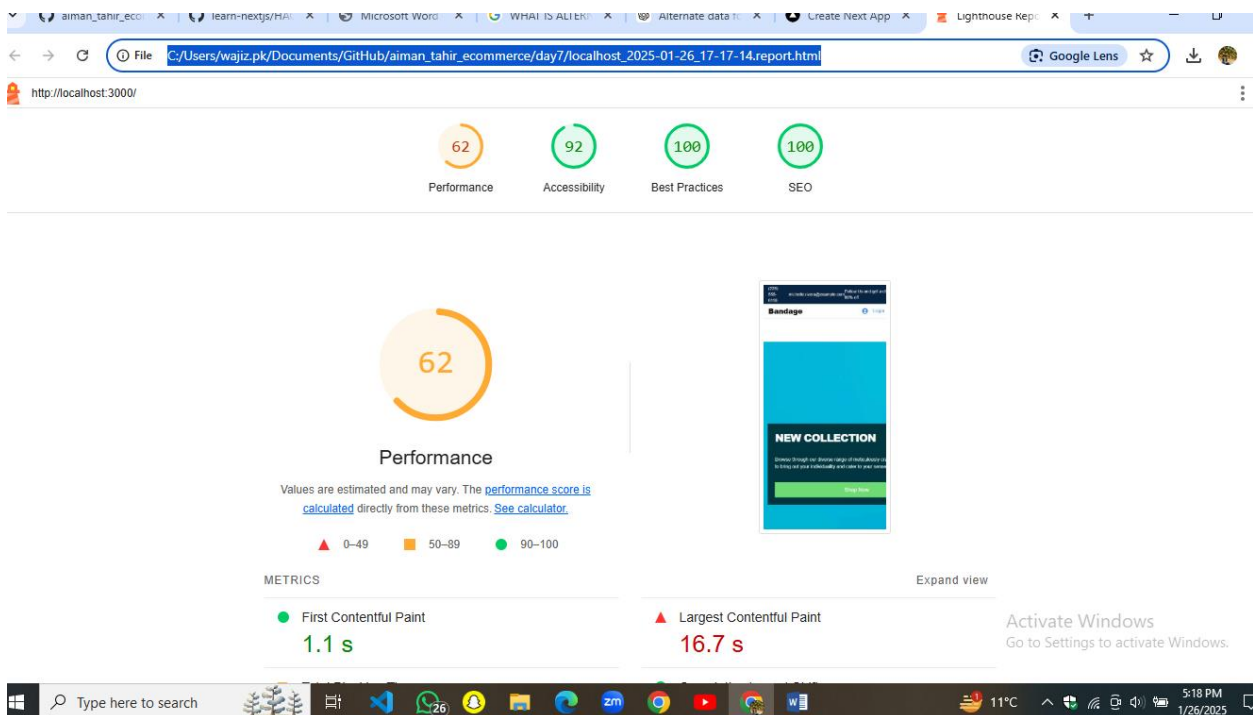 aiman_tahir_eco
learn-nextjs/HA
Microsoft Word
WHAT IS ALTER
Alternate data fo
Create Next App
Lighthouse Repo
File C:/Users/wajiz.pk/Documents/GitHub/aiman_tahir_ecommerce/day7/localhost_2025-01-26_17-17-14.report.html
Google Lens
http://localhost:3000/
62 92 100 100
Performance Accessibility Best Practices SEO
62
Performance
Values are estimated and may vary. The performance score is
calculated directly from these metrics. See calculator.
0–49 50–89 90–100
Bandage Login
NEW COLLECTION
Shop Now
METRICS Expand view
First Contentful Paint
1.1 s
Largest Contentful Paint
16.7 s
Activate Windows
Go to Settings to activate Windows.
Type here to search
26
zm
11°C
5:18 PM
1/26/2025